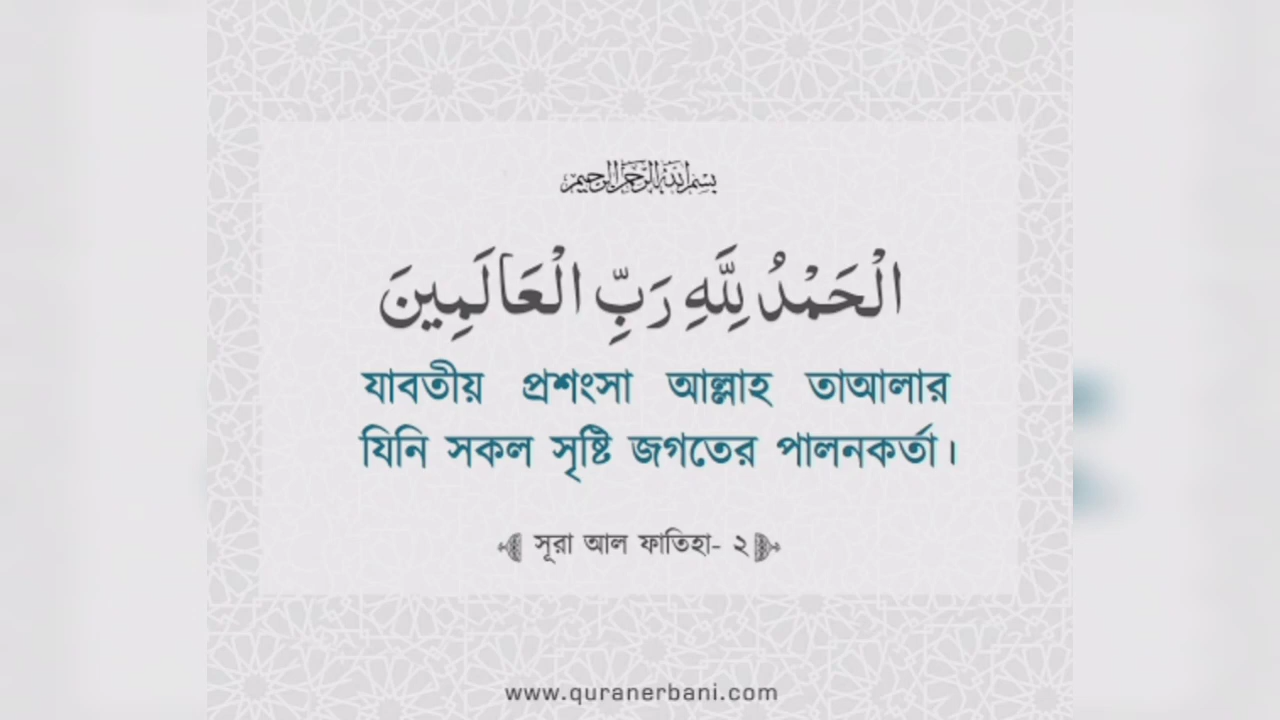 بسم الله الرحمن الرحيم
الْحَمْدُ لِلَّهِ رَبِّ الْعَالَمِينَ
যাবতীয় প্রশংসা আল্লাহ তাআলার
যিনি সকল সৃষ্টি জগতের পালনকর্তা।
সূরা আল ফাতিহা- ২
www.quranerbani.com